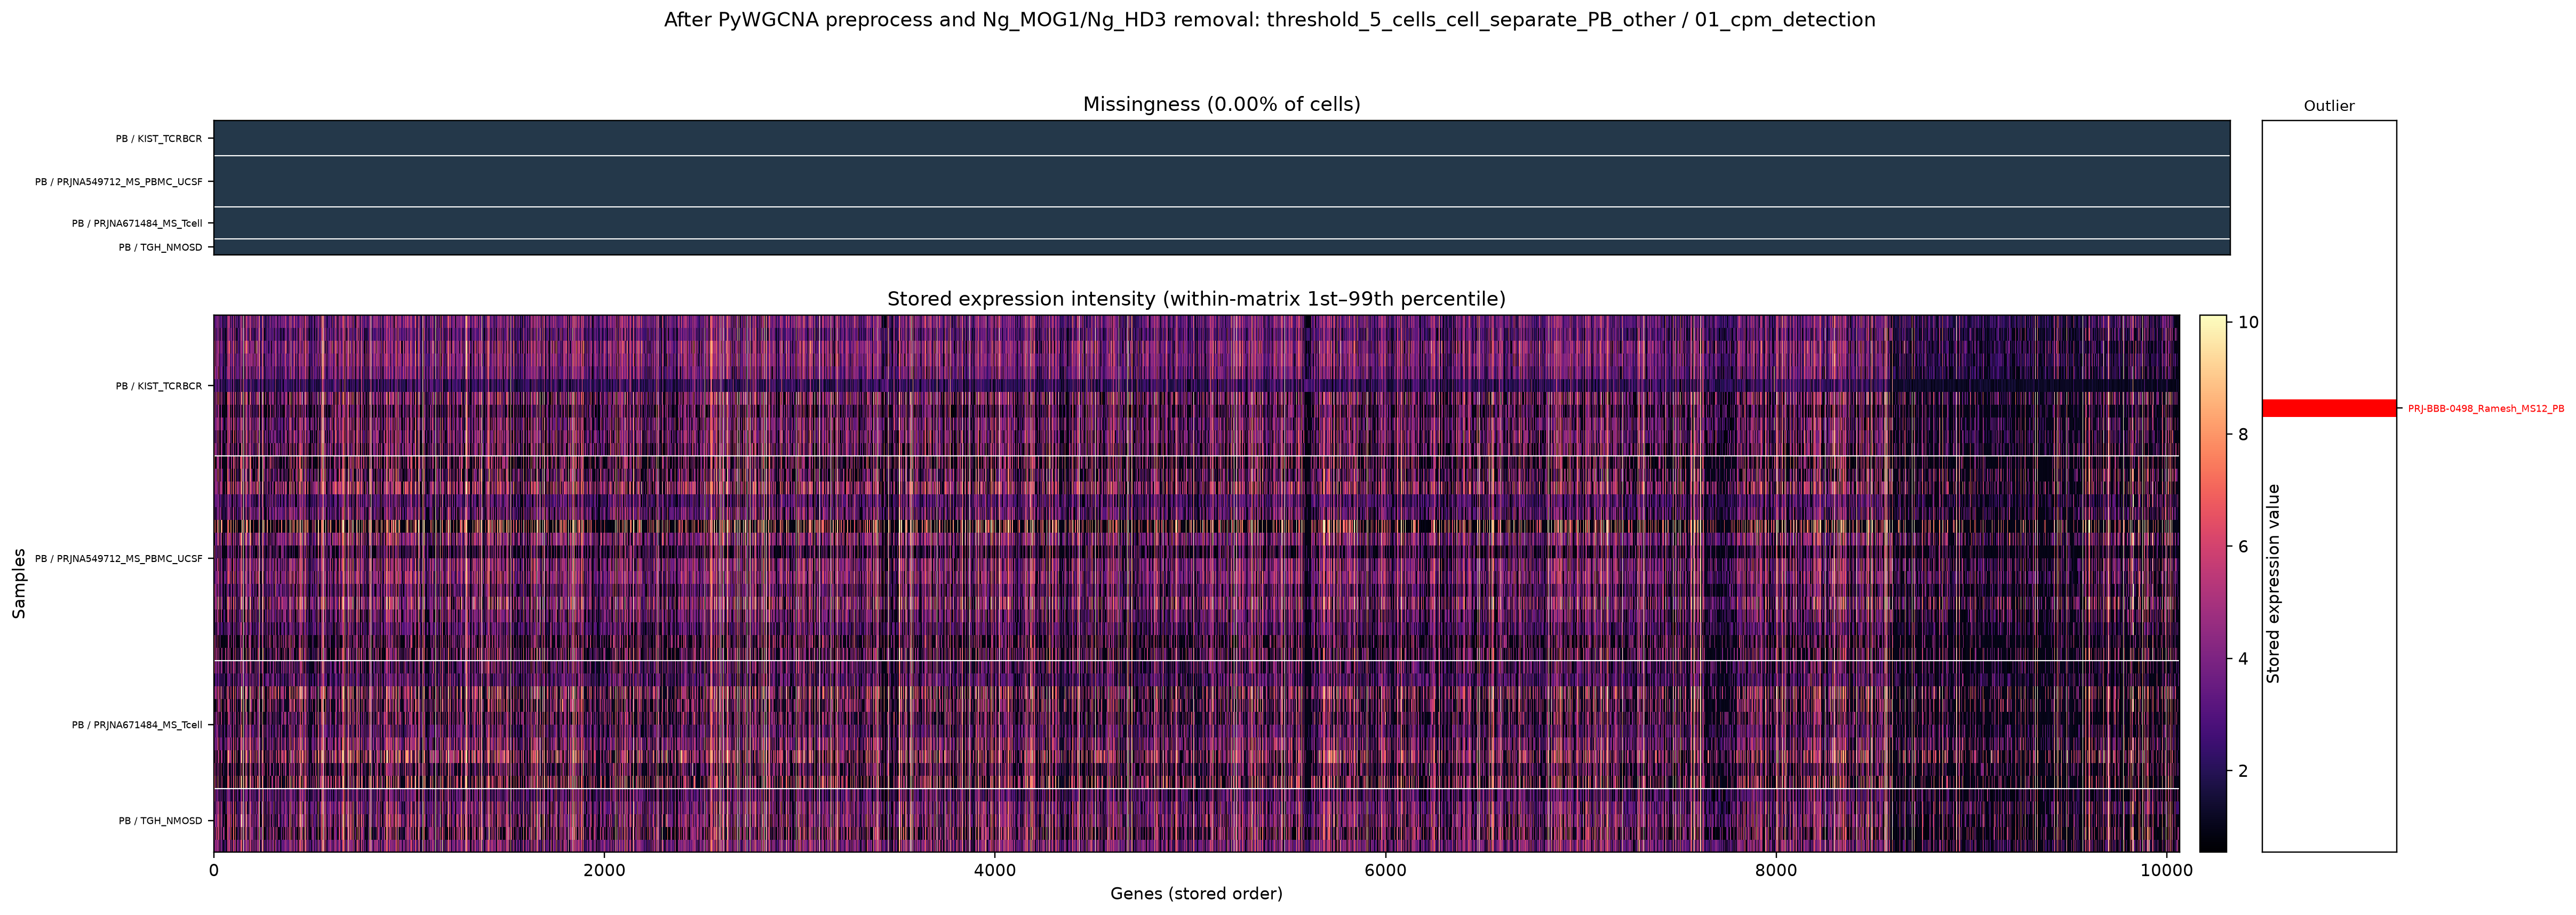 After PyWGCNA preprocess and Ng_MOG1/Ng_HD3 removal: threshold_5_cells_cell_separate_PB_other / 01_cpm_detection
Missingness (0.00% of cells)
Outlier
PB / KIST_TCRBCR
PB / PRJNA549712_MS_PBMC_UCSF
PB / PRJNA671484_MS_Tcell
PB / TGH_NMOSD
Stored expression intensity (within-matrix 1st–99th percentile)
PB / KIST_TCRBCR
PB / PRJNA549712_MS_PBMC_UCSF
PB / PRJNA671484_MS_Tcell
PB / TGH_NMOSD
Samples
0
2000
4000
6000
8000
10000
Genes (stored order)
10
8
6
4
2
Stored expression value
PRJ-BBB-0498_Ramesh_MS12_PB